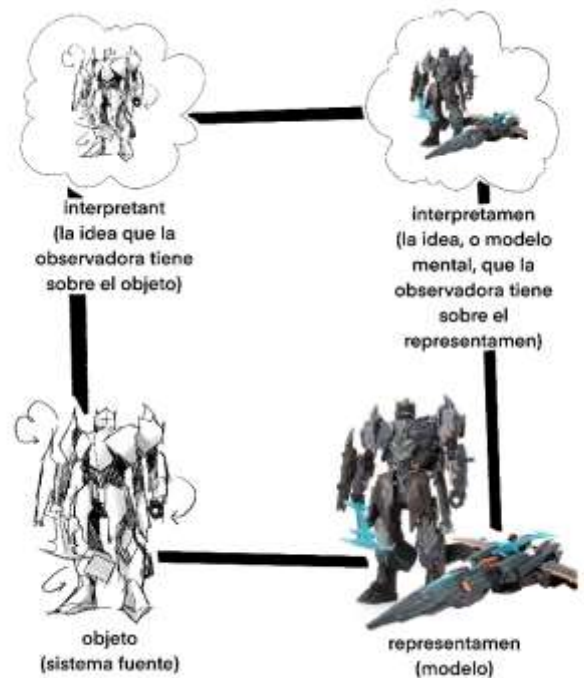 interpretant
(la idea que la
observadora tiene
sobre el objeto)
interpretamen
(la idea, o modelo
mental, que la
observadora tiene
sobre el
representamen)
objeto
(sistema fuente)
representamen
(modelo)